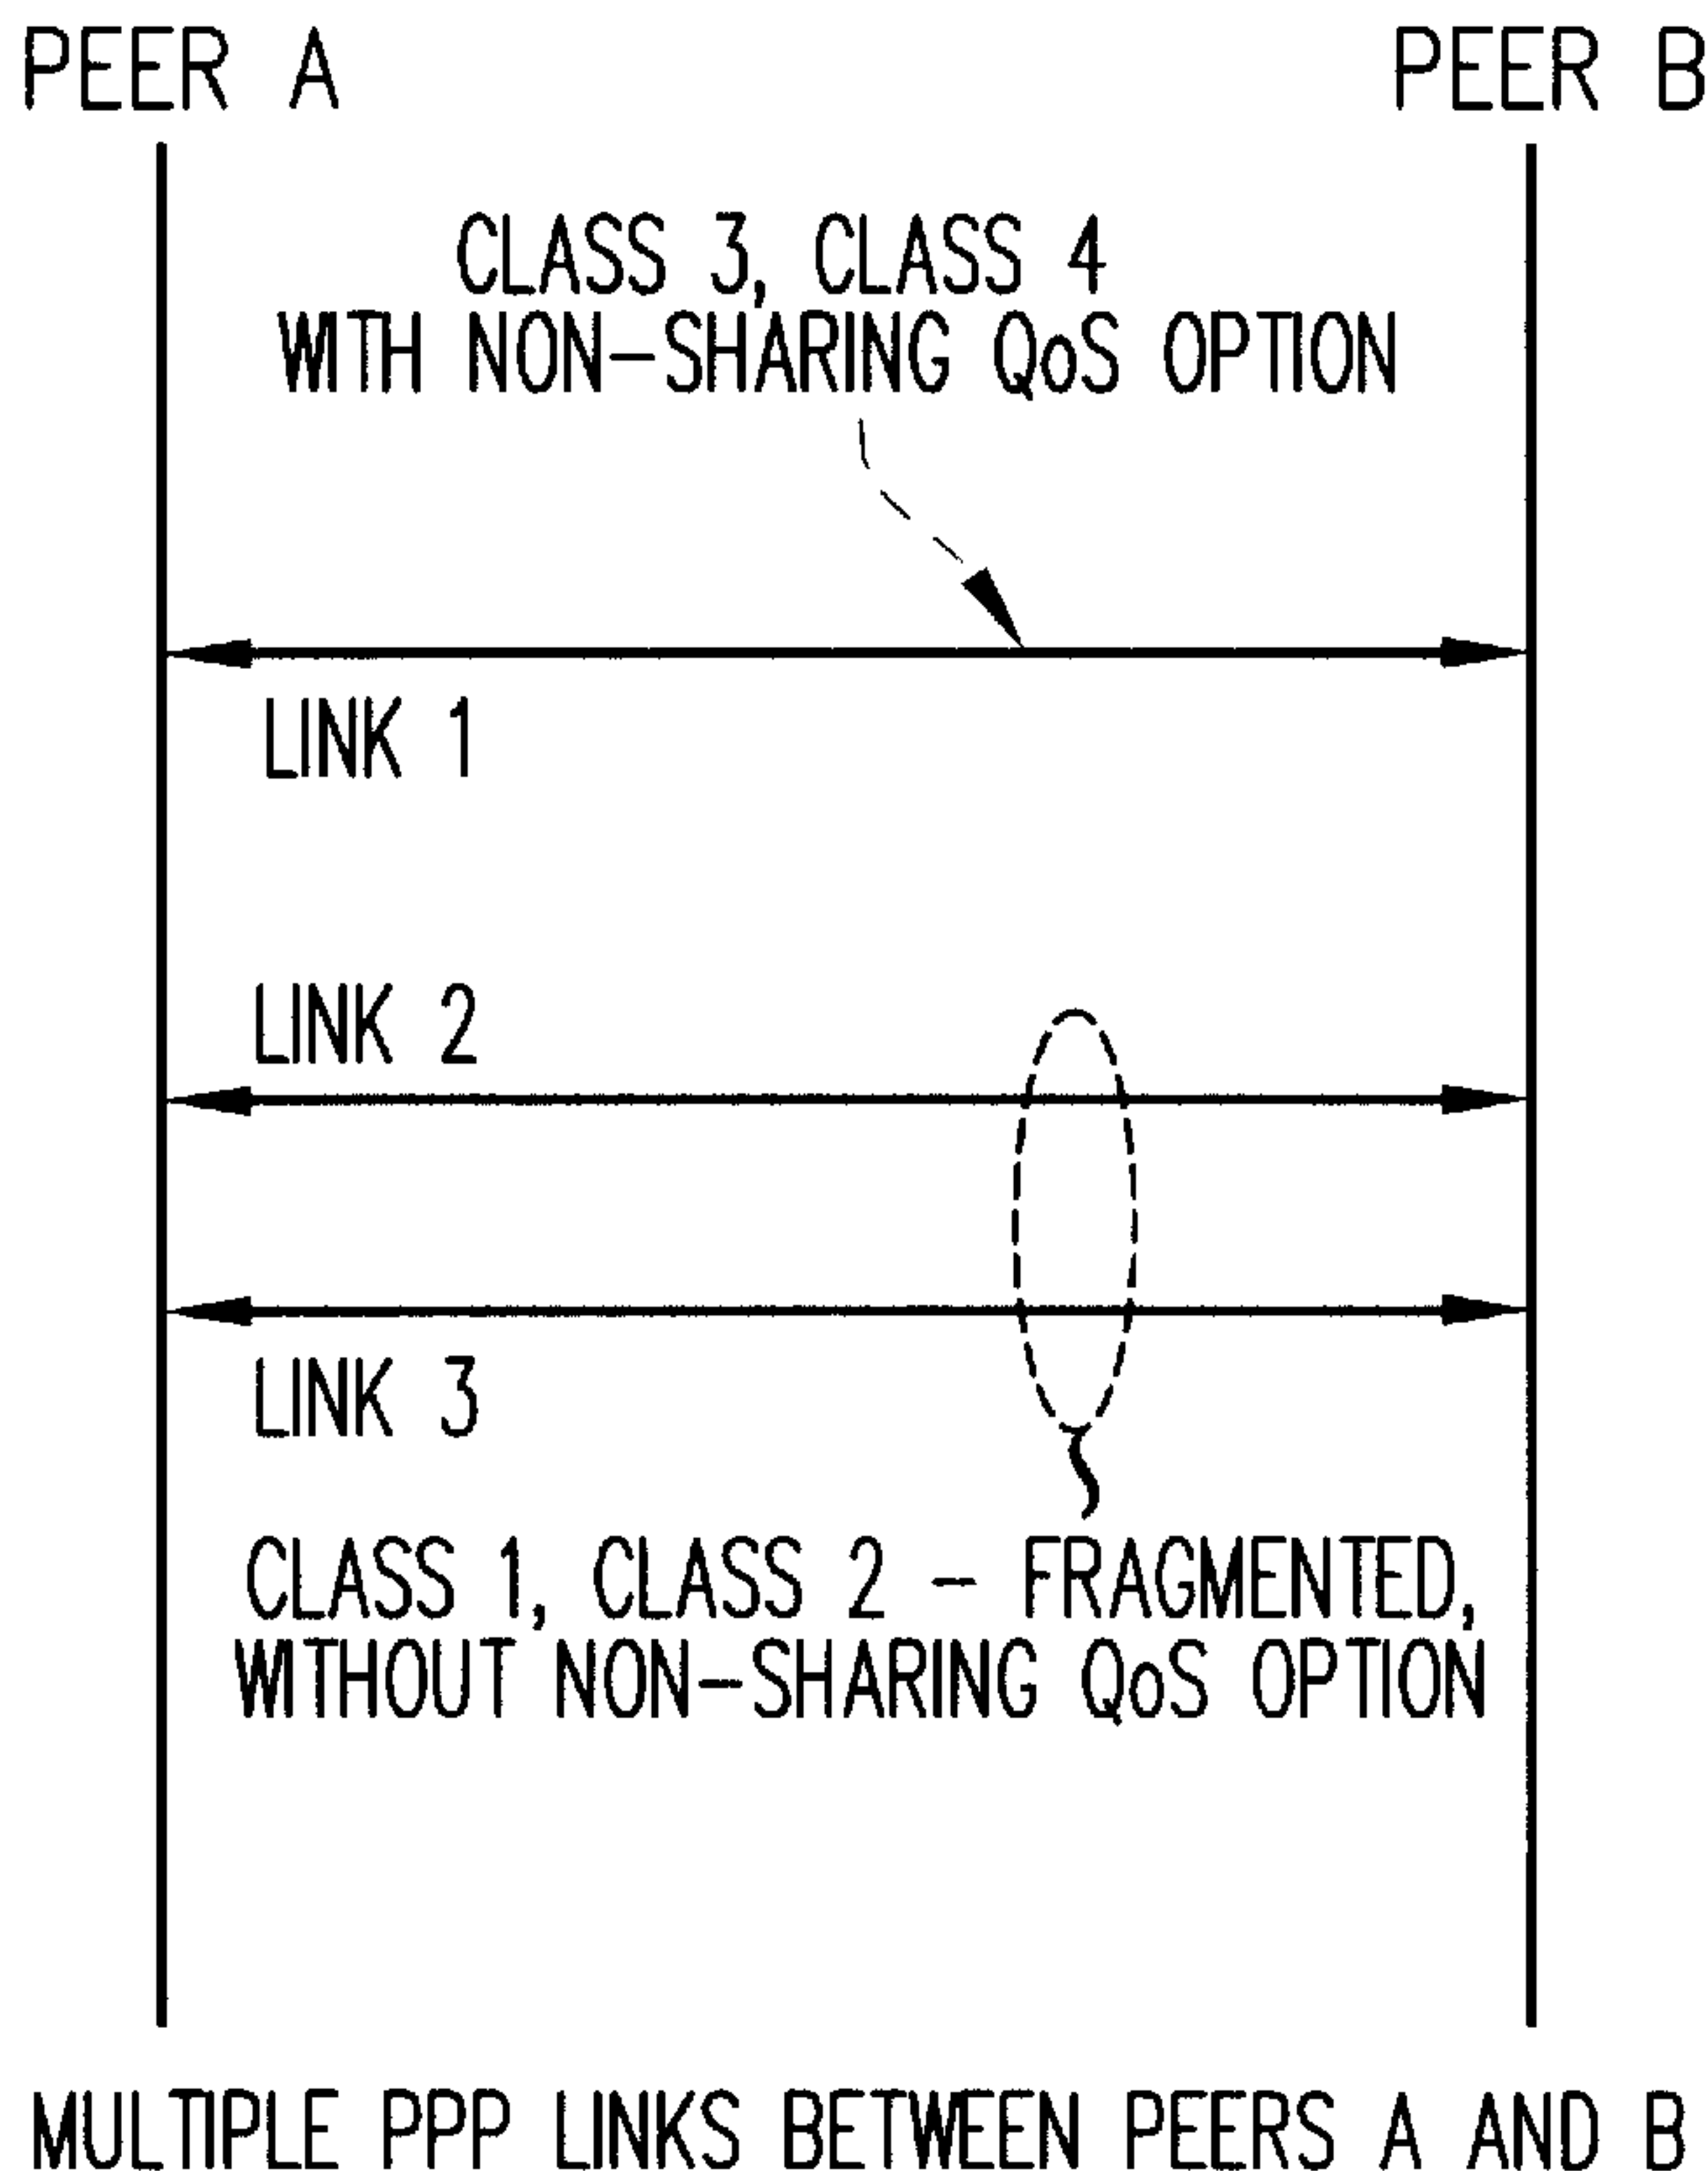 PEER A PEER B
CLASS 3, CLASS 4
WITH NON-SHARING QoS OPTION
LINK 1
LINK 2
LINK 3
CLASS 1, CLASS 2 - FRAGMENTED,
WITHOUT NON-SHARING QoS OPTION
MULTIPLE PPP LINKS BETWEEN PEERS A AND B